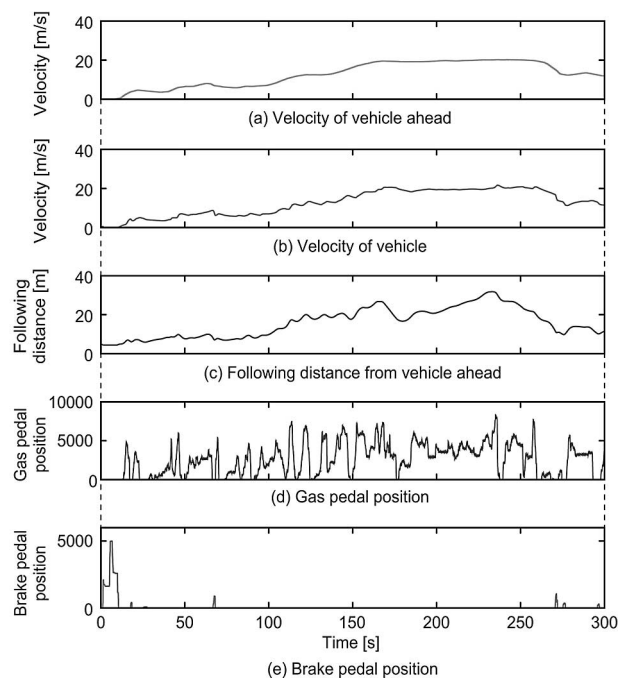 40
20
0
Velocity [m/s]
(a) Velocity of vehicle ahead
40
20
0
Velocity [m/s]
(b) Velocity of vehicle
40
20
0
Following
distance [m]
(c) Following distance from vehicle ahead
10000
5000
0
Gas pedal
position
(d) Gas pedal position
5000
0
Brake pedal
position
0 50 100 150 200 250 300
Time [s]
(e) Brake pedal position